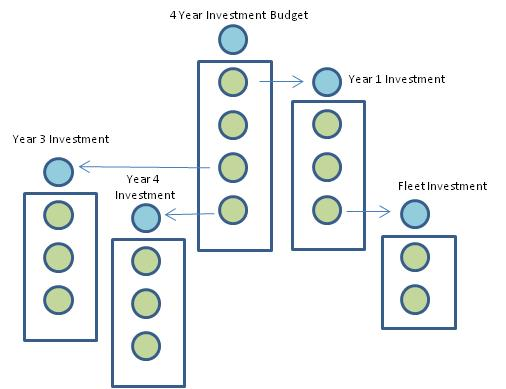 4 Year Investment Budget
Year 1 Investment
Year 3 Investment
Year 4
Investment
Fleet Investment